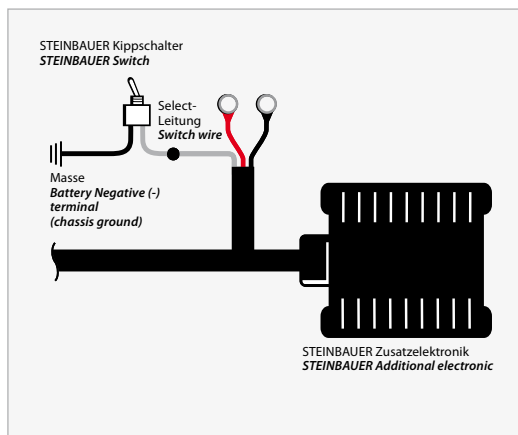 STEINBAUER Kippschalter
STEINBAUER Switch
Select-
Leitung
Switch wire
Masse
Battery Negative (-)
terminal
(chassis ground)
STEINBAUER Zusatzelektronik
STEINBAUER Additional electronic